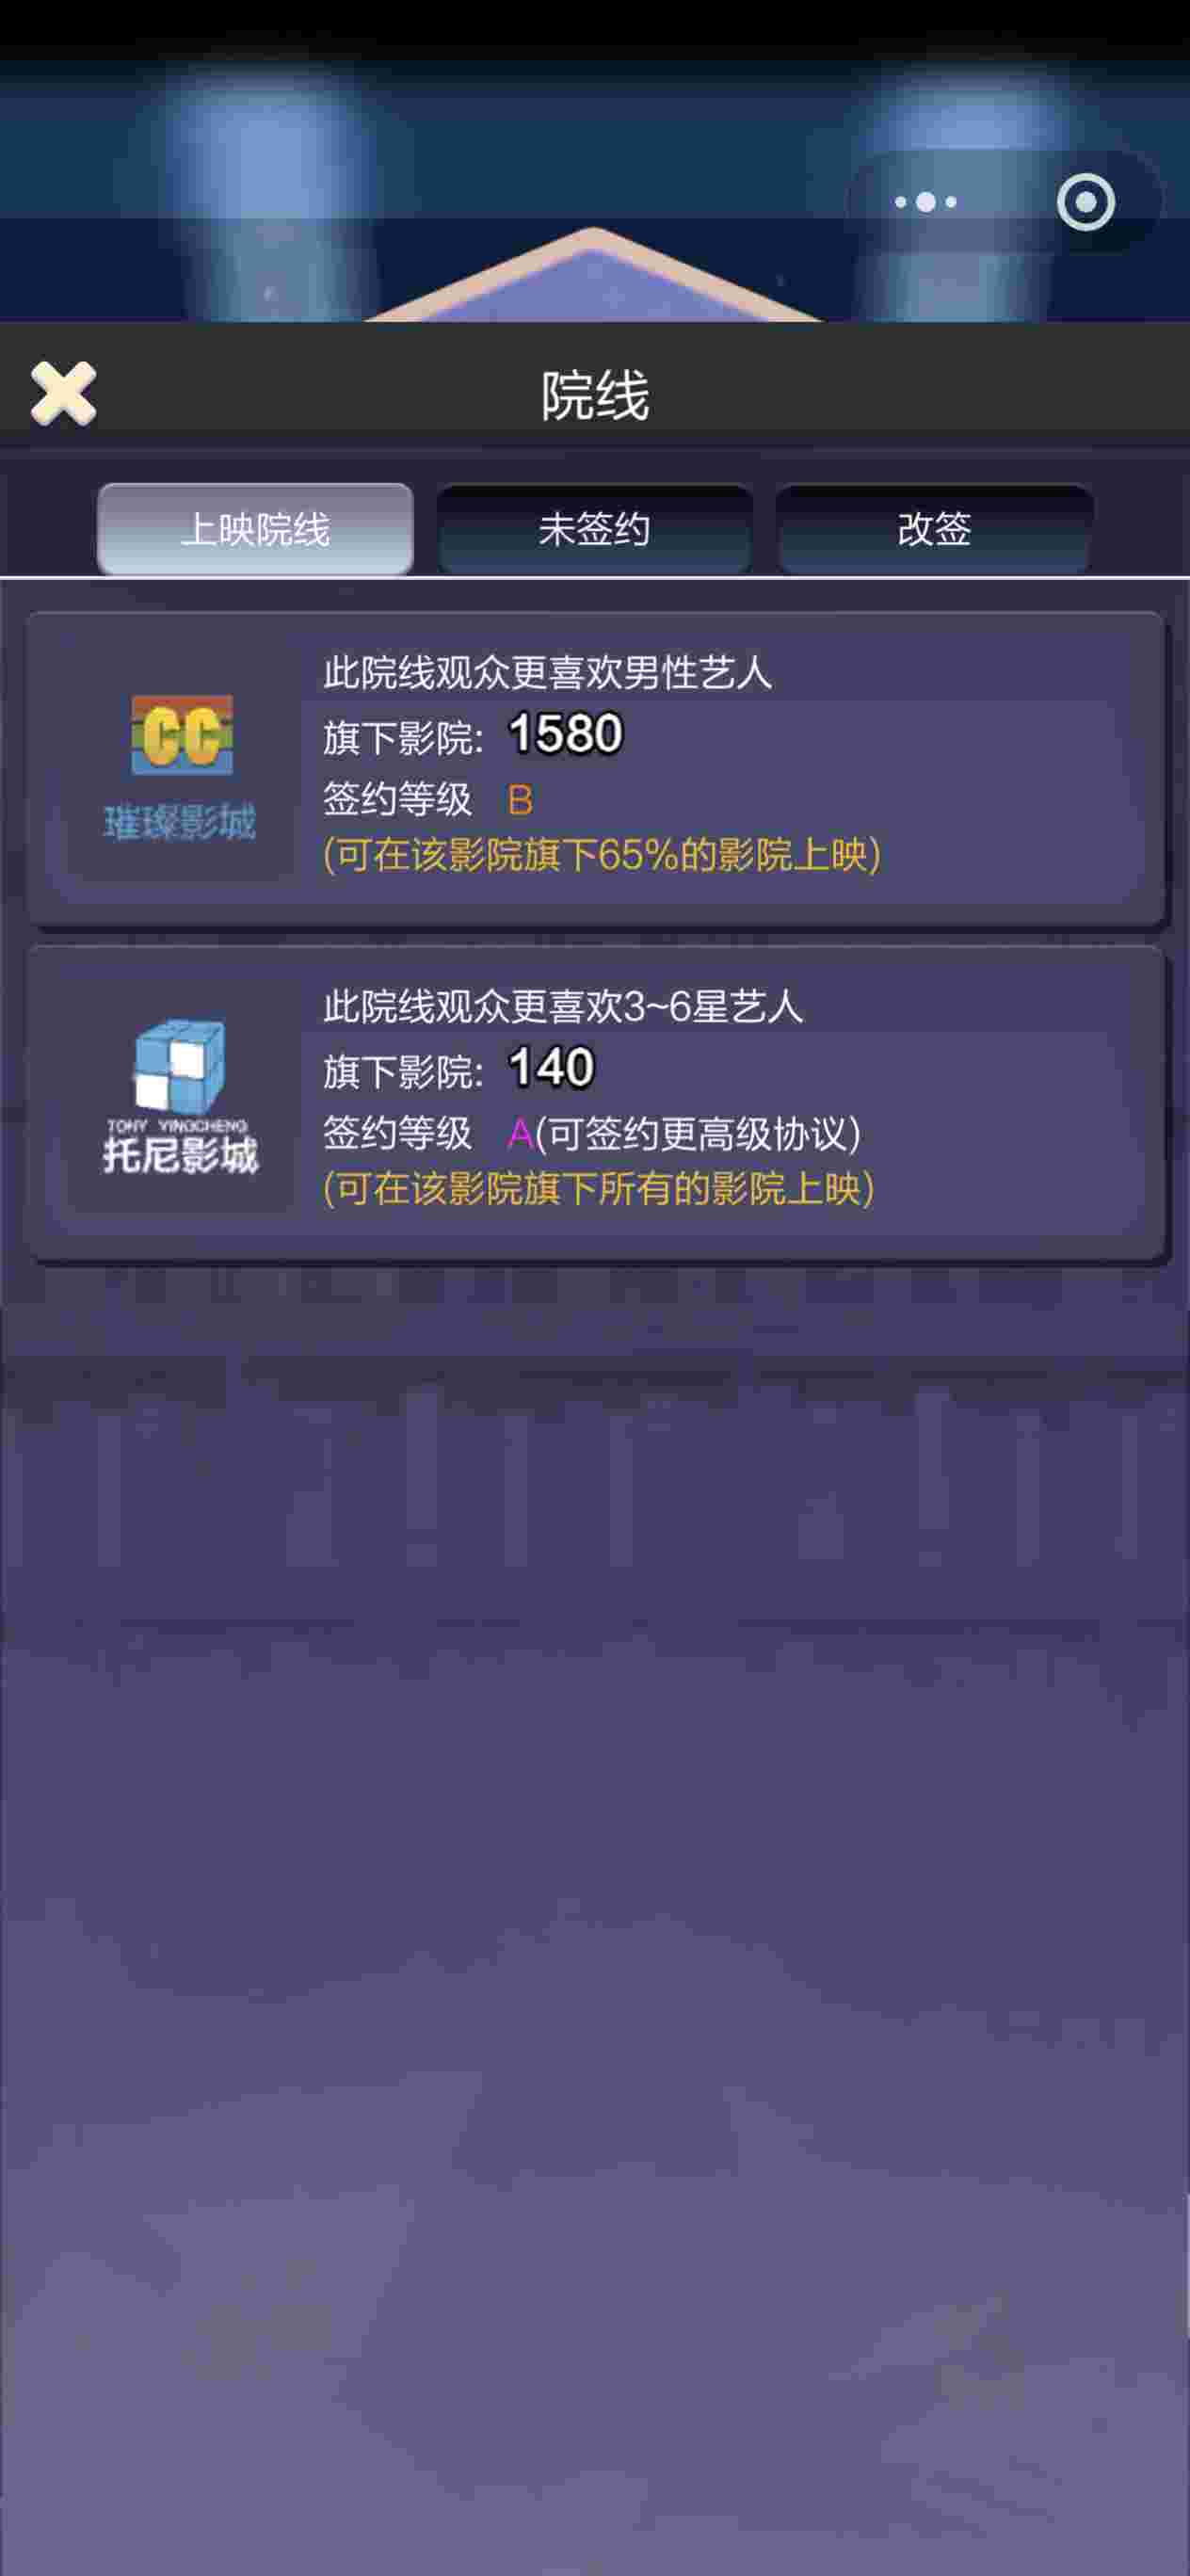 院线
上映院线
未签约
改签
此院线观众更喜欢男性艺人
旗下影院: 1580
签约等级 B
(可在该影院旗下65%的影院上映)
CC
璀璨影城
此院线观众更喜欢3~6星艺人
旗下影院: 140
签约等级 A(可签约更高级协议)
(可在该影院旗下所有的影院上映)
TONY YINGCHENG
托尼影城